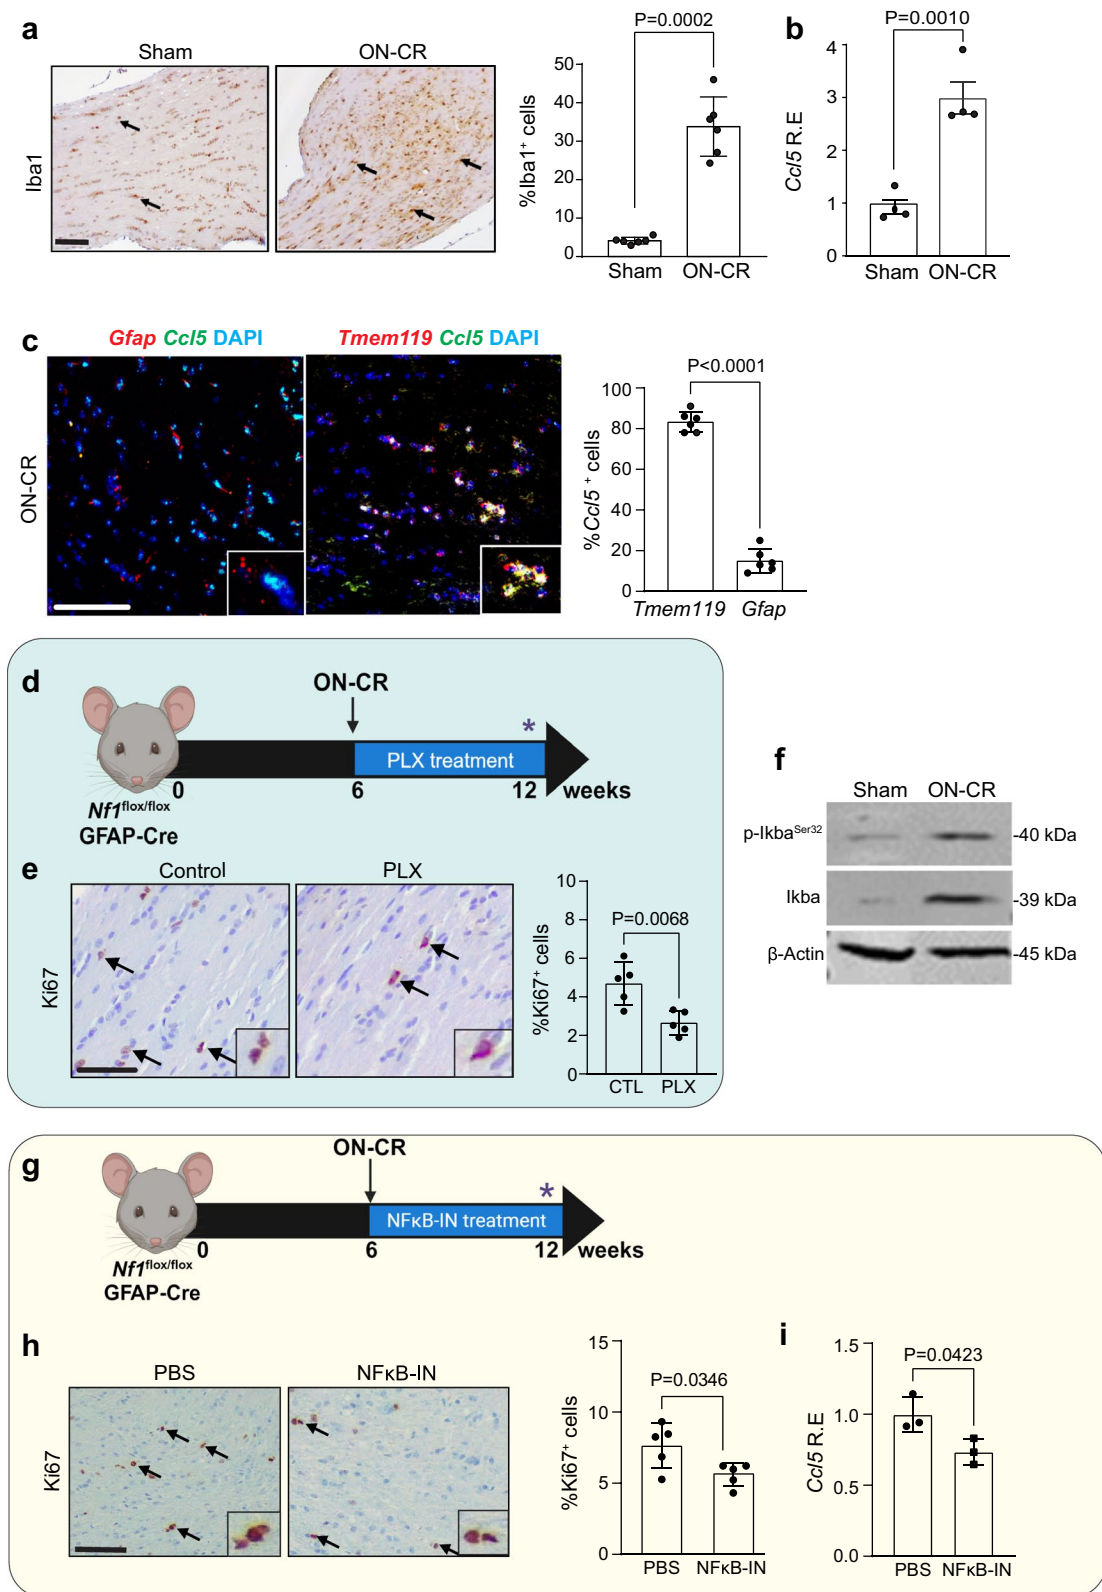 a
Sham
ON-CR
Iba1
P=0.0002
%Iba1⁺ cells
50
40
30
20
10
0
Sham
ON-CR
b
P=0.0010
Ccl5 R.E
4
3
2
1
0
Sham
ON-CR
c
Gfap Ccl5 DAPI
Tmem119 Ccl5 DAPI
ON-CR
P<0.0001
%Ccl5⁺ cells
100
80
60
40
20
0
Tmem119
Gfap
d
ON-CR
*
PLX treatment
0
6
12
weeks
Nf1flox/flox
GFAP-Cre
e
Control
PLX
Ki67
%Ki67⁺ cells
10
8
6
4
2
0
P=0.0068
CTL
PLX
f
Sham
ON-CR
p-IkbaSer32
-40 kDa
Ikba
-39 kDa
β-Actin
-45 kDa
g
ON-CR
*
NFκB-IN treatment
0
6
12
weeks
Nf1flox/flox
GFAP-Cre
h
PBS
NFκB-IN
Ki67
%Ki67⁺ cells
15
10
5
0
P=0.0346
PBS
NFκB-IN
i
Ccl5 R.E
1.5
1.0
0.5
0.0
P=0.0423
PBS
NFκB-IN